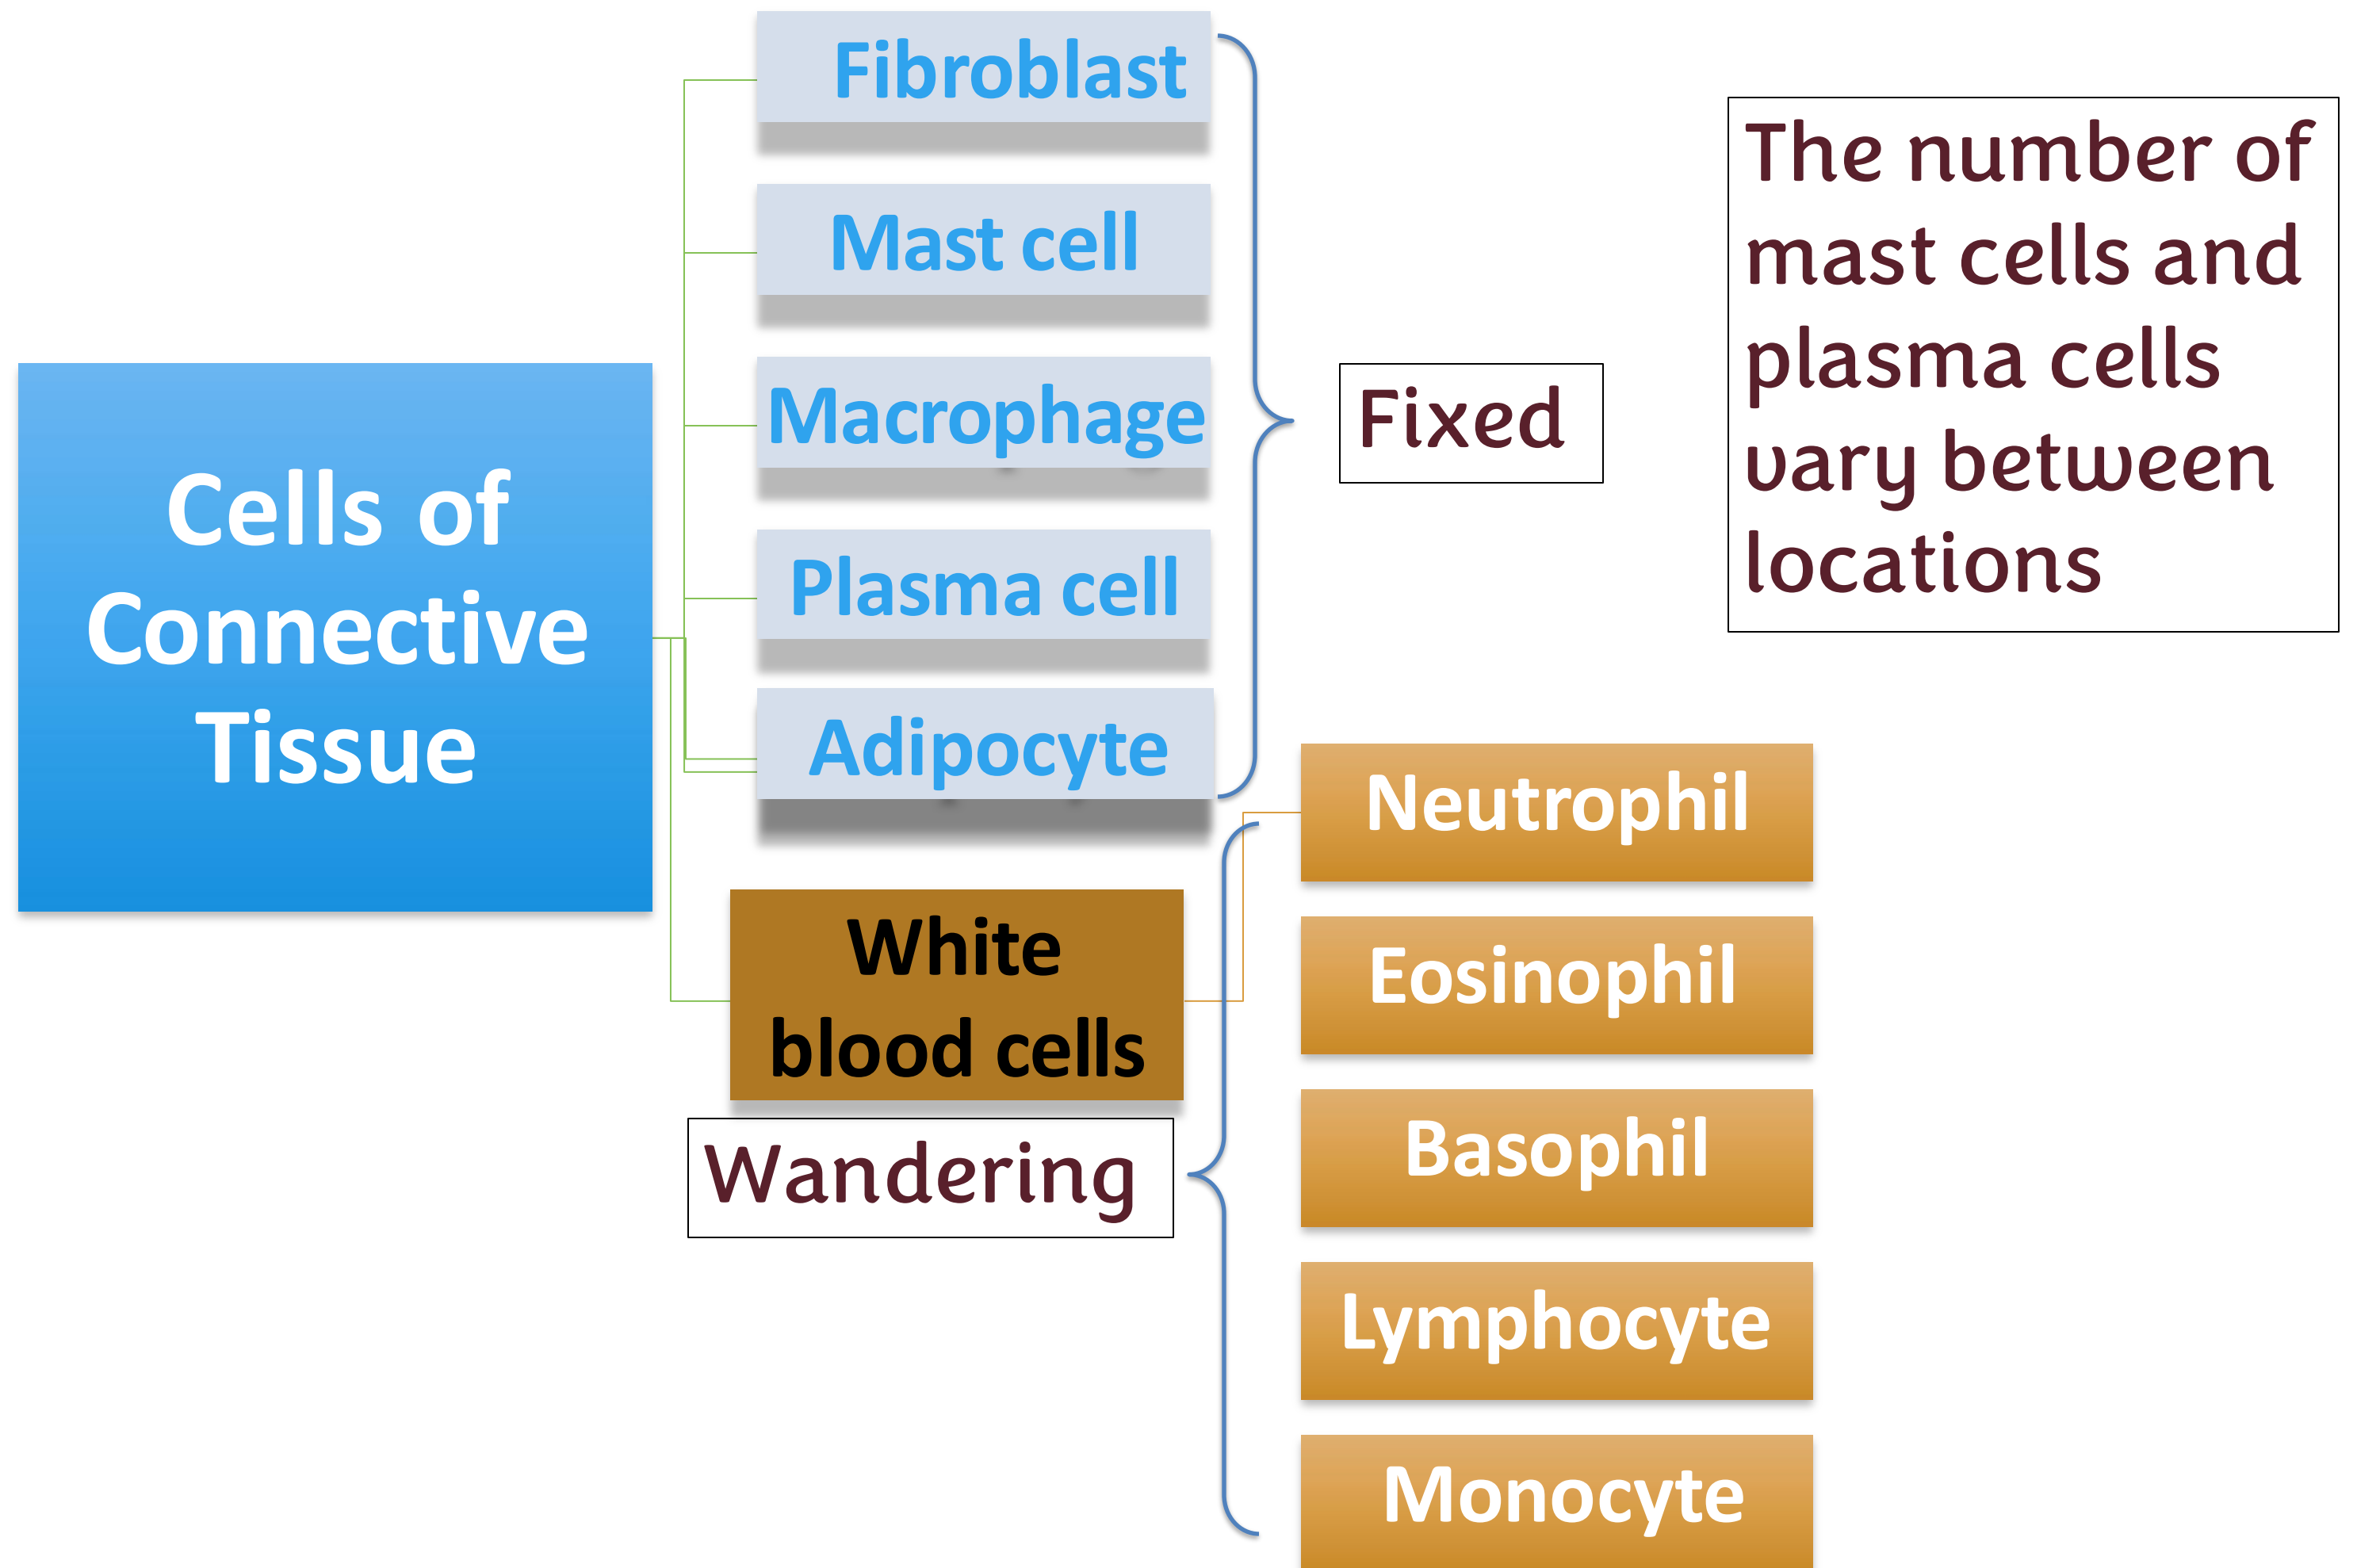 Cells of
Connective
Tissue
Fibroblast
Mast cell
Macrophage
Plasma cell
Adipocyte
Fixed
The number of
mast cells and
plasma cells
vary between
locations
White
blood cells
Wandering
Neutrophil
Eosinophil
Basophil
Lymphocyte
Monocyte